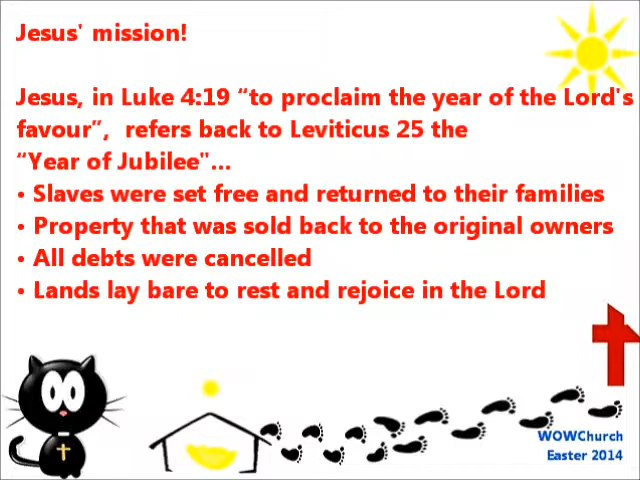 Jesus' mission!
Jesus, in Luke 4:19 “to proclaim the year of the Lord's
favour”,  refers back to Leviticus 25 the
“Year of Jubilee"...
• Slaves were set free and returned to their families
• Property that was sold back to the original owners
• All debts were cancelled
• Lands lay bare to rest and rejoice in the Lord
WOWChurch
Easter 2014